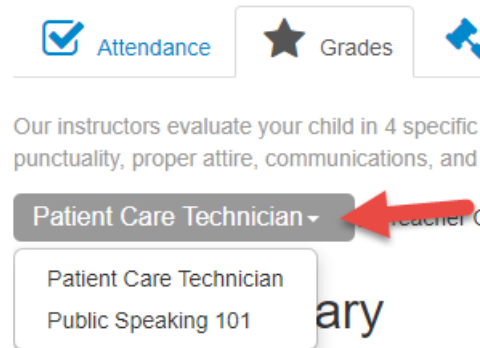 Attendance
Grades
Our instructors evaluate your child in 4 specific
punctuality, proper attire, communications, and
Patient Care Technician
Patient Care Technician
Public Speaking 101
ary